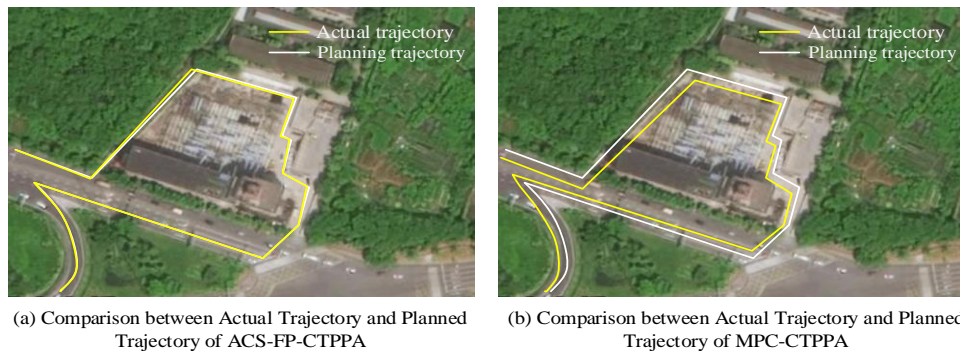 Actual trajectory
Planning trajectory
Actual trajectory
Planning trajectory
(a) Comparison between Actual Trajectory and Planned
Trajectory of ACS-FP-CTPPA
(b) Comparison between Actual Trajectory and Planned
Trajectory of MPC-CTPPA